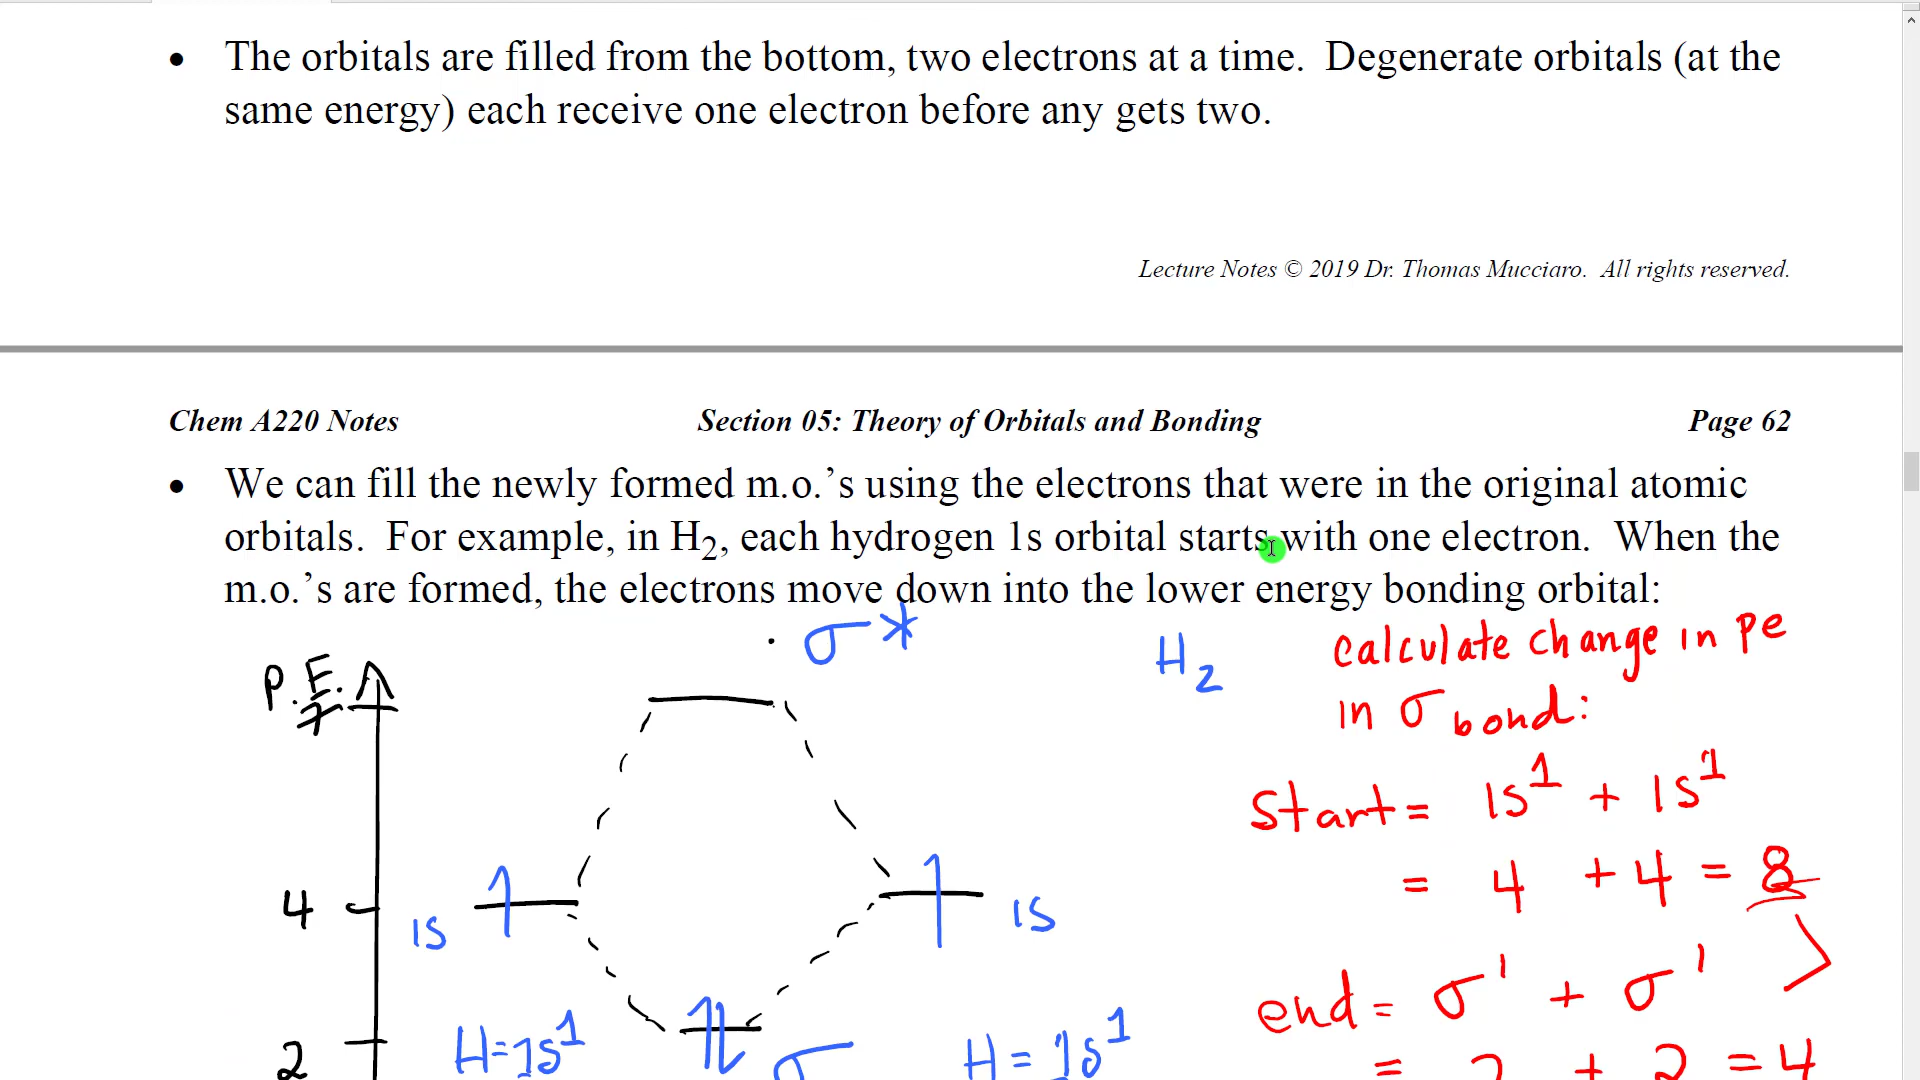 • The orbitals are filled from the bottom, two electrons at a time. Degenerate orbitals (at the
same energy) each receive one electron before any gets two.
Lecture Notes © 2019 Dr. Thomas Mucciaro. All rights reserved.
Chem A220 Notes Section 05: Theory of Orbitals and Bonding Page 62
• We can fill the newly formed m.o.’s using the electrons that were in the original atomic
orbitals. For example, in H₂, each hydrogen 1s orbital starts with one electron. When the
m.o.’s are formed, the electrons move down into the lower energy bonding orbital:
σ*
H₂
calculate change in pe
in σ bond:
P.E.
7
start = 1s¹ + 1s¹
= 4 + 4 = 8
4
1s
1s
end = σ¹ + σ¹
H=1s¹
σ
H = 1s¹
2
= 2 + 2 = 4